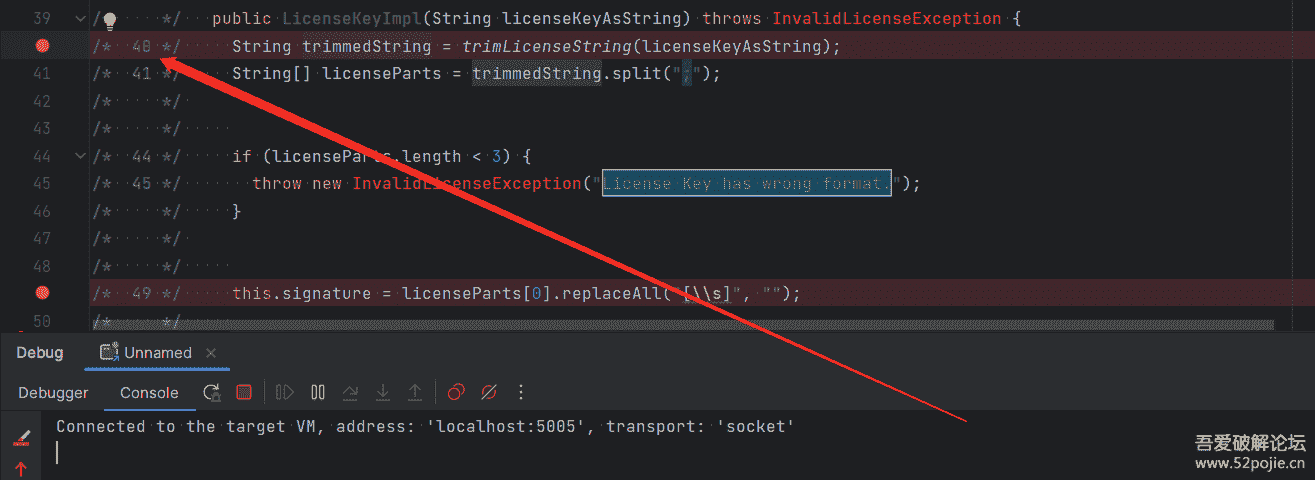 39 /* */ public LicenseKeyImpl(String licenseKeyAsString) throws InvalidLicenseException {
/* 40 */ String trimmedString = trimLicenseString(licenseKeyAsString);
41 /* 41 */ String[] licenseParts = trimmedString.split(";");
42 /* */
43 /* */
44 /* 44 */ if (licenseParts.length < 3) {
45 /* 45 */ throw new InvalidLicenseException("License Key has wrong format.");
46 /* */ }
47 /* */
48 /* */
/* 49 */ this.signature = licenseParts[0].replaceAll("[\\s]", "");
50 /* */
Debug Unnamed ×
Debugger Console
Connected to the target VM, address: 'localhost:5005', transport: 'socket'
吾爱破解论坛
www.52pojie.cn